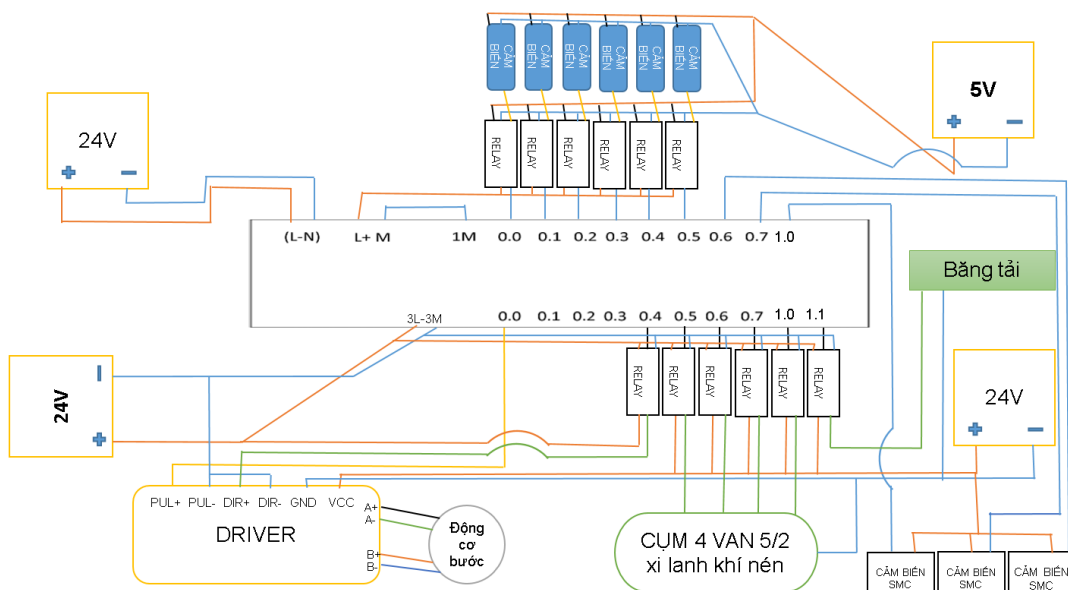 CẢM BIẾN
CẢM BIẾN
CẢM BIẾN
CẢM BIẾN
CẢM BIẾN
CẢM BIẾN
5V
+ −
24V
+ −
RELAY
RELAY
RELAY
RELAY
RELAY
RELAY
(L-N) L+ M 1M 0.0 0.1 0.2 0.3 0.4 0.5 0.6 0.7 1.0
Băng tải
3L-3M 0.0 0.1 0.2 0.3 0.4 0.5 0.6 0.7 1.0 1.1
24V
− +
RELAY
RELAY
RELAY
RELAY
RELAY
RELAY
24V
+ −
PUL+ PUL- DIR+ DIR- GND VCC
DRIVER
A+
A-
B+
B-
Động
cơ
bước
CỤM 4 VAN 5/2
xi lanh khí nén
CẢM BIẾN
SMC
CẢM BIẾN
SMC
CẢM BIẾN
SMC